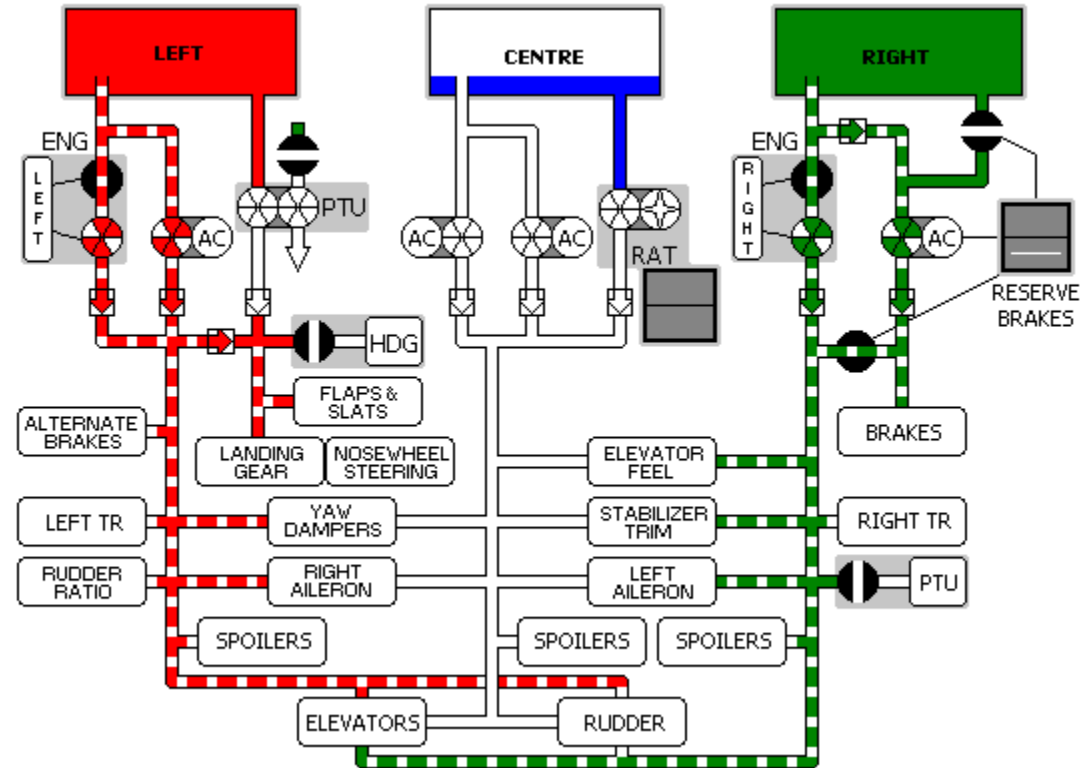 LEFT
CENTRE
RIGHT
ENG
LEFT
AC
PTU
AC
AC
RAT
ENG
RIGHT
AC
RESERVE
BRAKES
HDG
FLAPS &
SLATS
ALTERNATE
BRAKES
LANDING
GEAR
NOSEWHEEL
STEERING
ELEVATOR
FEEL
BRAKES
LEFT TR
YAW
DAMPERS
STABILIZER
TRIM
RIGHT TR
RUDDER
RATIO
RIGHT
AILERON
LEFT
AILERON
PTU
SPOILERS
SPOILERS
SPOILERS
ELEVATORS
RUDDER